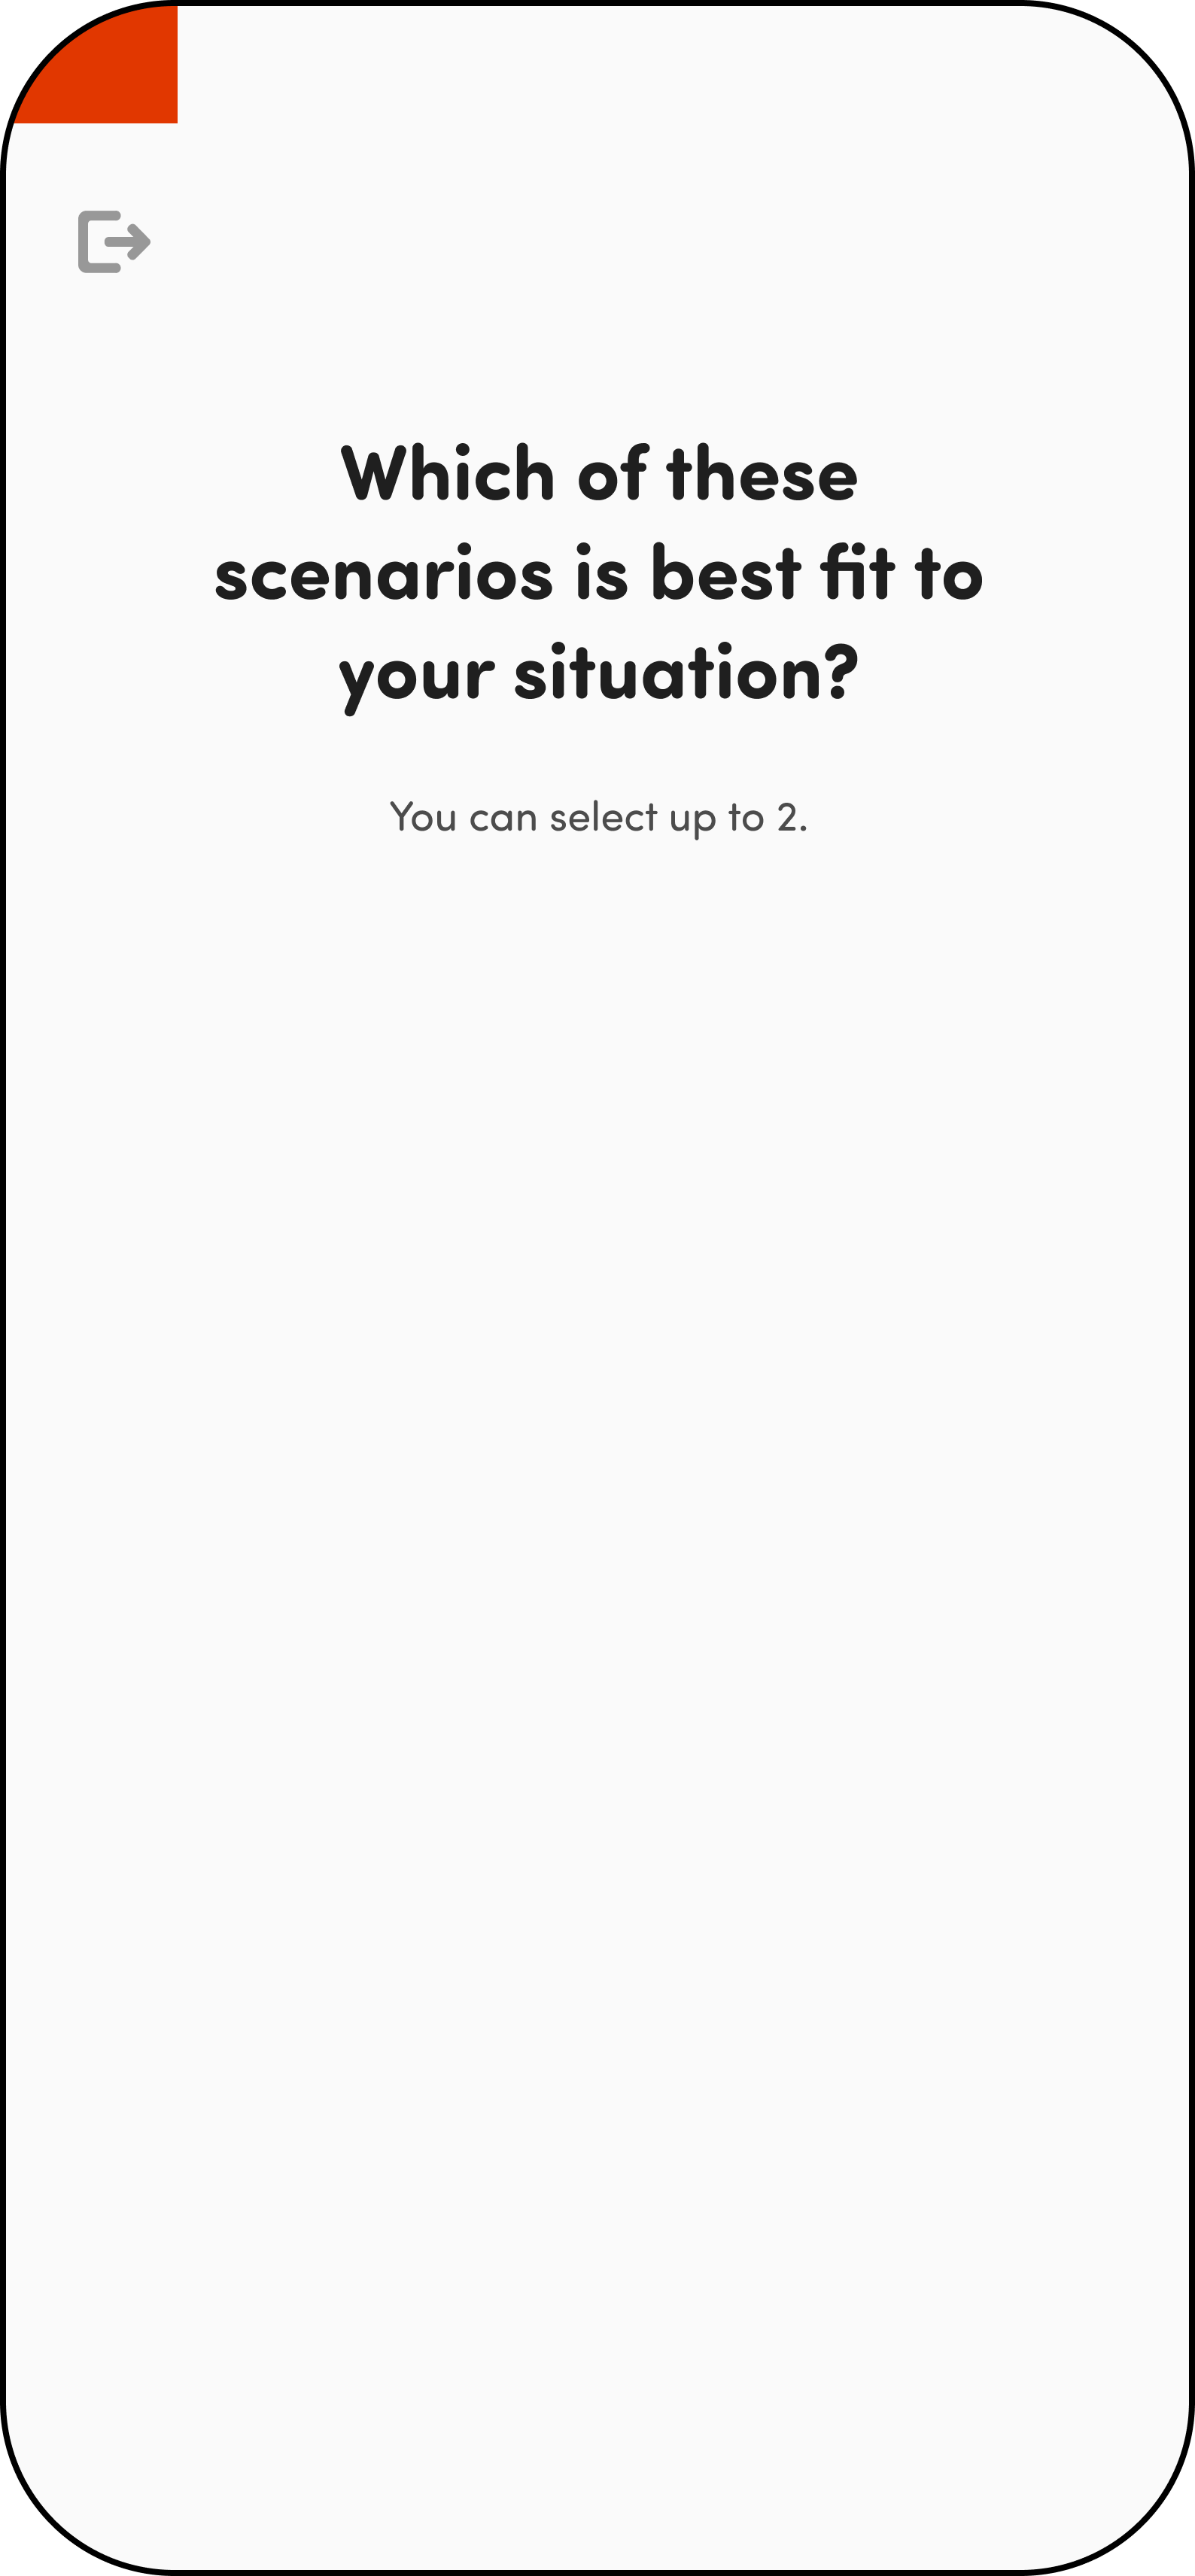 Which of these
scenarios is best fit to
your situation?
You can select up to 2.